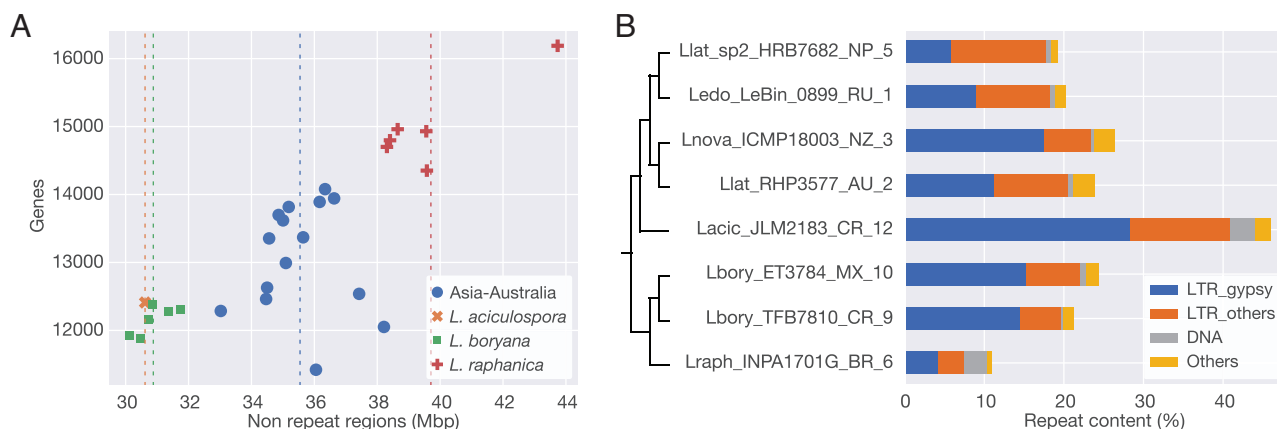 A
16000
15000
14000
13000
12000
Genes
30 32 34 36 38 40 42 44
Non repeat regions (Mbp)
Asia-Australia
L. aciculospora
L. boryana
L. raphanica
B
Llat_sp2_HRB7682_NP_5
Ledo_LeBin_0899_RU_1
Lnova_ICMP18003_NZ_3
Llat_RHP3577_AU_2
Lacic_JLM2183_CR_12
Lbory_ET3784_MX_10
Lbory_TFB7810_CR_9
Lraph_INPA1701G_BR_6
LTR_gypsy
LTR_others
DNA
Others
0 10 20 30 40
Repeat content (%)